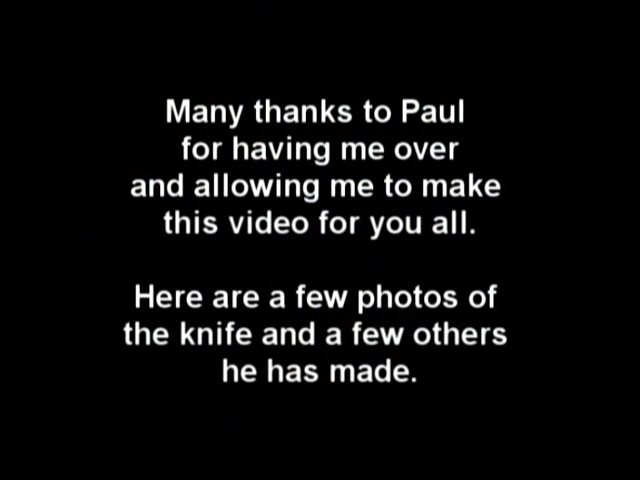 Many thanks to Paul
for having me over
and allowing me to make
this video for you all.
Here are a few photos of
the knife and a few others
he has made.